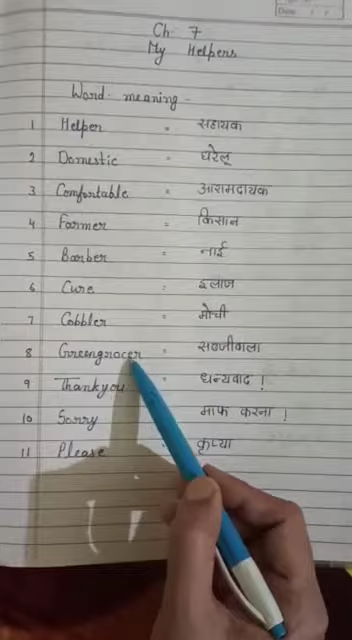 Date
Ch 7
My Helpers
Word-meaning-
1 Helper = सहायक
2 Domestic = घरेलू
3 Comfortable = आरामदायक
4 Farmer = किसान
5 Barber = नाई
6 Cure = इलाज
7 Cobbler = मोची
8 Greengrocer = सबजीवाला
9 Thankyou - धन्यवाद !
10 Sorry माफ करना !
11 Please - कृप्या